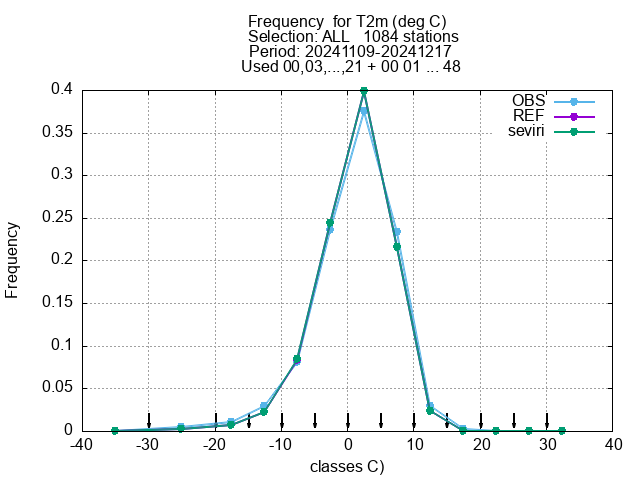 Frequency  for T2m (deg C)
Selection: ALL   1084 stations
Period: 20241109-20241217
Used 00,03,...,21 + 00 01 ... 48
OBS
REF
seviri
0.4
0.35
0.3
0.25
0.2
0.15
0.1
0.05
0
Frequency
-40 -30 -20 -10 0 10 20 30 40
classes C)